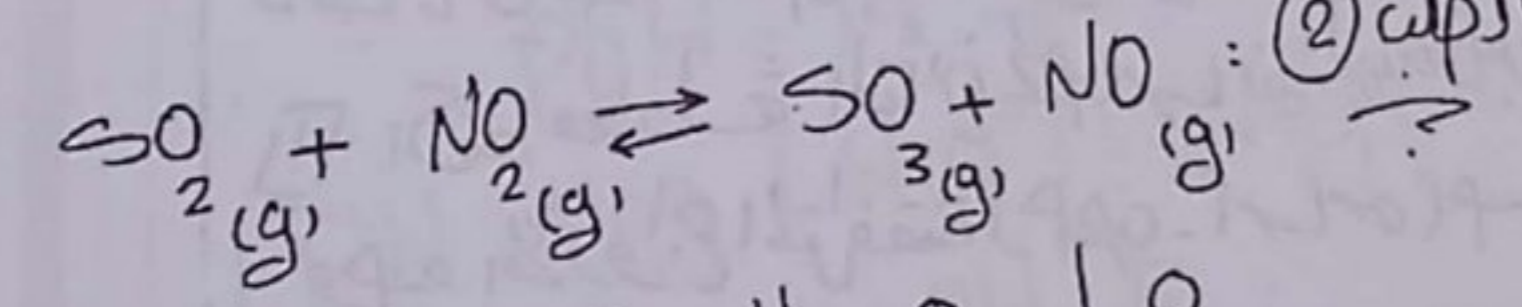 SO₂(g) + NO₂(g) ⇌ SO₃(g) + NO(g) : ②